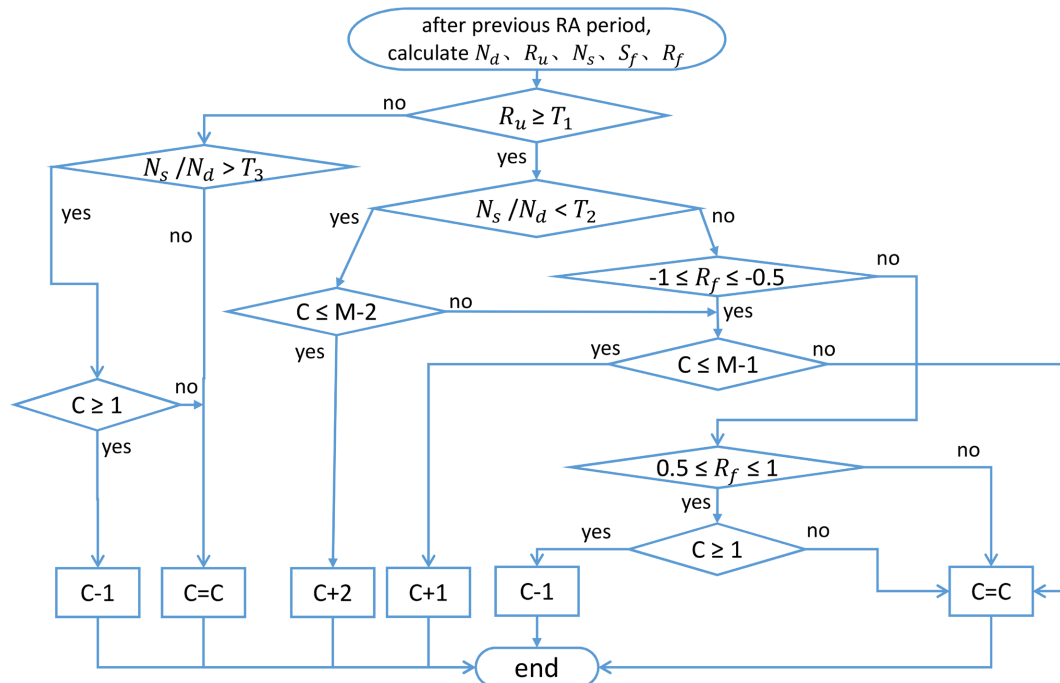 after previous RA period,
calculate N_d、R_u、N_s、S_f、R_f
no
R_u ≥ T_1
yes
N_s /N_d > T_3
yes
no
yes
N_s /N_d < T_2
no
-1 ≤ R_f ≤ -0.5
no
yes
C ≤ M-2
no
yes
yes
C ≤ M-1
no
C ≥ 1
no
yes
0.5 ≤ R_f ≤ 1
no
yes
yes
C ≥ 1
no
C-1
C=C
C+2
C+1
C-1
C=C
end